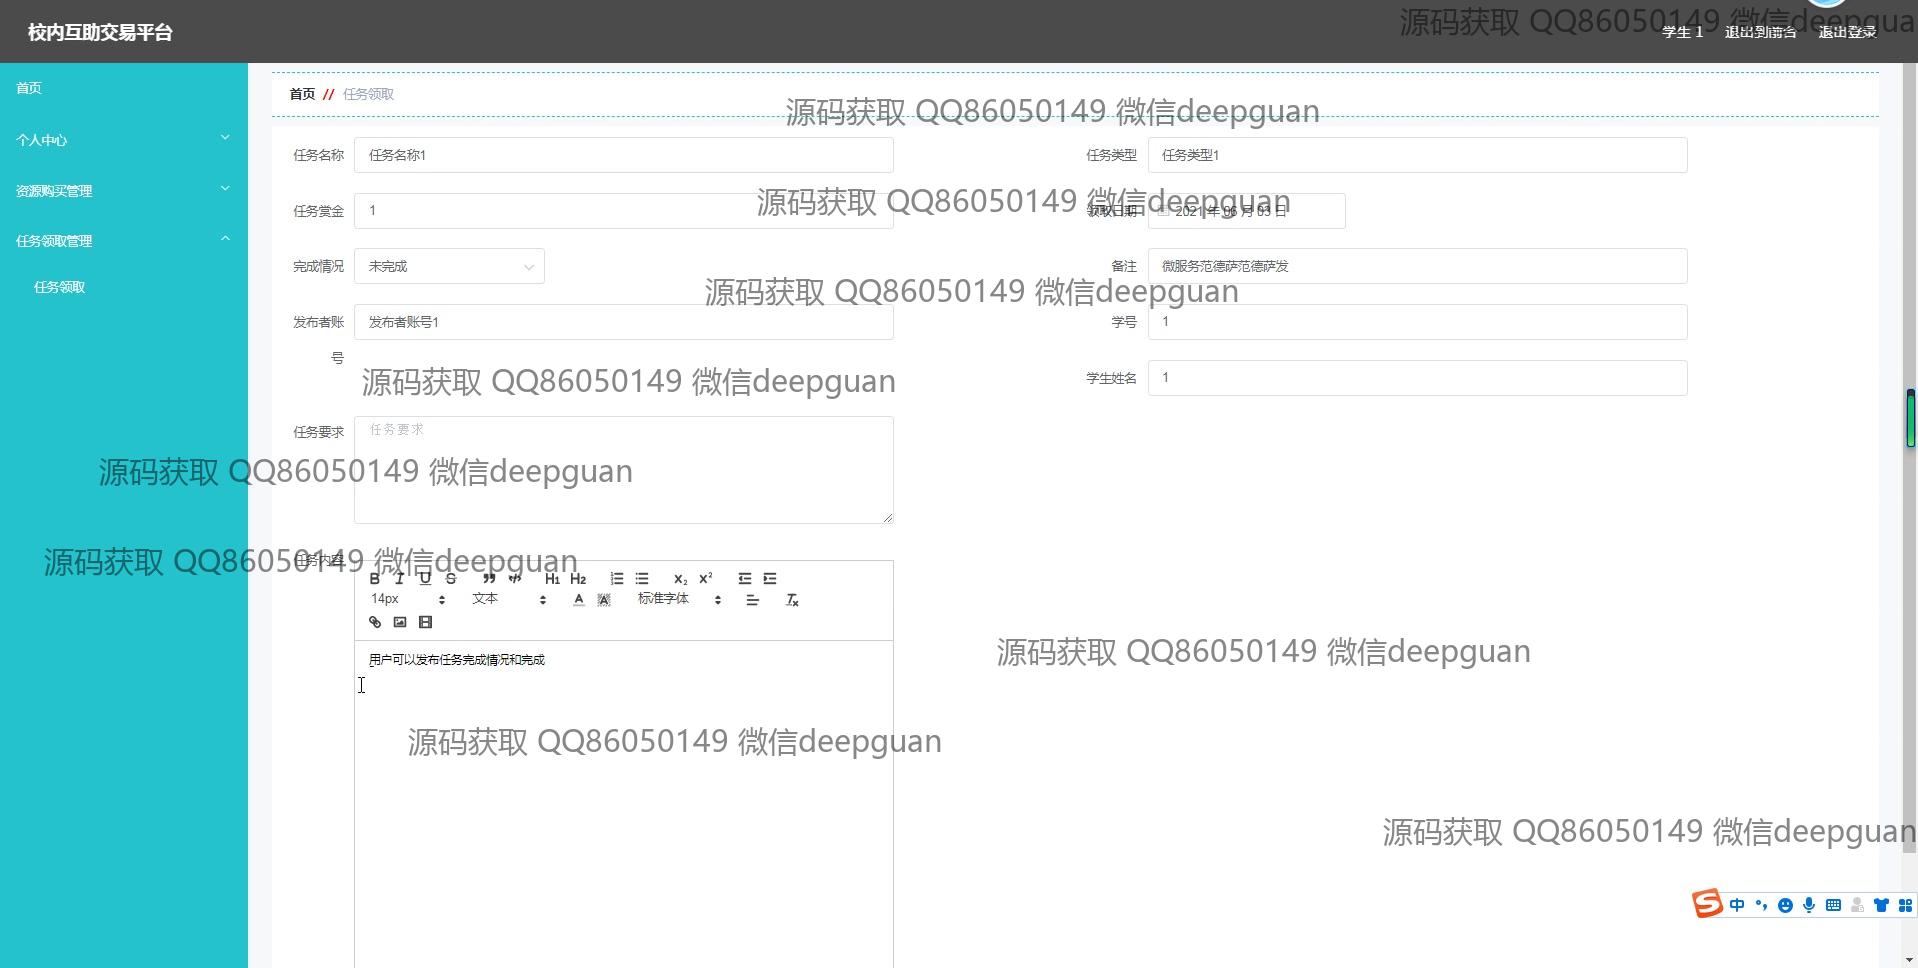 校内互助交易平台
学生 1 退出到前台 退出登录
源码获取 QQ86050149 微信deepgua
首页
个人中心
资源购买管理
任务领取管理
任务领取
首页 // 任务领取
源码获取 QQ86050149 微信deepguan
任务名称 任务名称1
任务类型 任务类型1
源码获取 QQ86050149 微信deepguan
任务赏金 1
领取日期 2021 年 06 月 03 日
完成情况 未完成
备注 微服务范德萨范德萨发
源码获取 QQ86050149 微信deepguan
发布者账号 发布者账号1
学号 1
学生姓名 1
源码获取 QQ86050149 微信deepguan
任务要求 任务要求
源码获取 QQ86050149 微信deepguan
源码获取 QQ86050149 微信deepguan
任务内容
B I U S H1 H2 X2 X2
14px 文本 A A 标准字体 Tx
用户可以发布任务完成情况和完成
源码获取 QQ86050149 微信deepguan
源码获取 QQ86050149 微信deepguan
源码获取 QQ86050149 微信deepguan
S 中